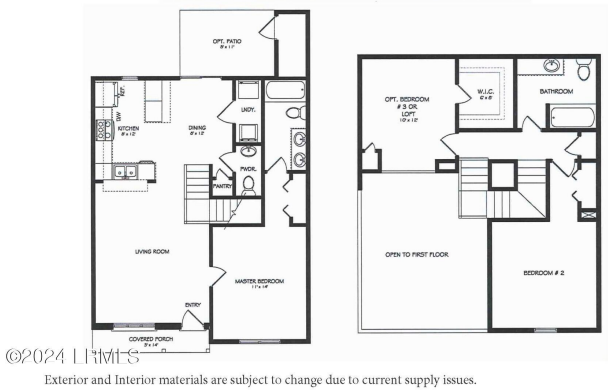 OPT. PATIO
8' x 11'
REF.
DW
KITCHEN
8' x 12'
DINING
8' x 12'
LNDY.
PWDR.
PANTRY
LIVING ROOM
MASTER BEDROOM
11' x 14'
ENTRY
COVERED PORCH
5' x 14'
OPT. BEDROOM
# 3 OR
LOFT
10' x 12'
W.I.C.
6' x 8'
BATHROOM
OPEN TO FIRST FLOOR
BEDROOM # 2
©2024 LRMLS
Exterior and Interior materials are subject to change due to current supply issues.